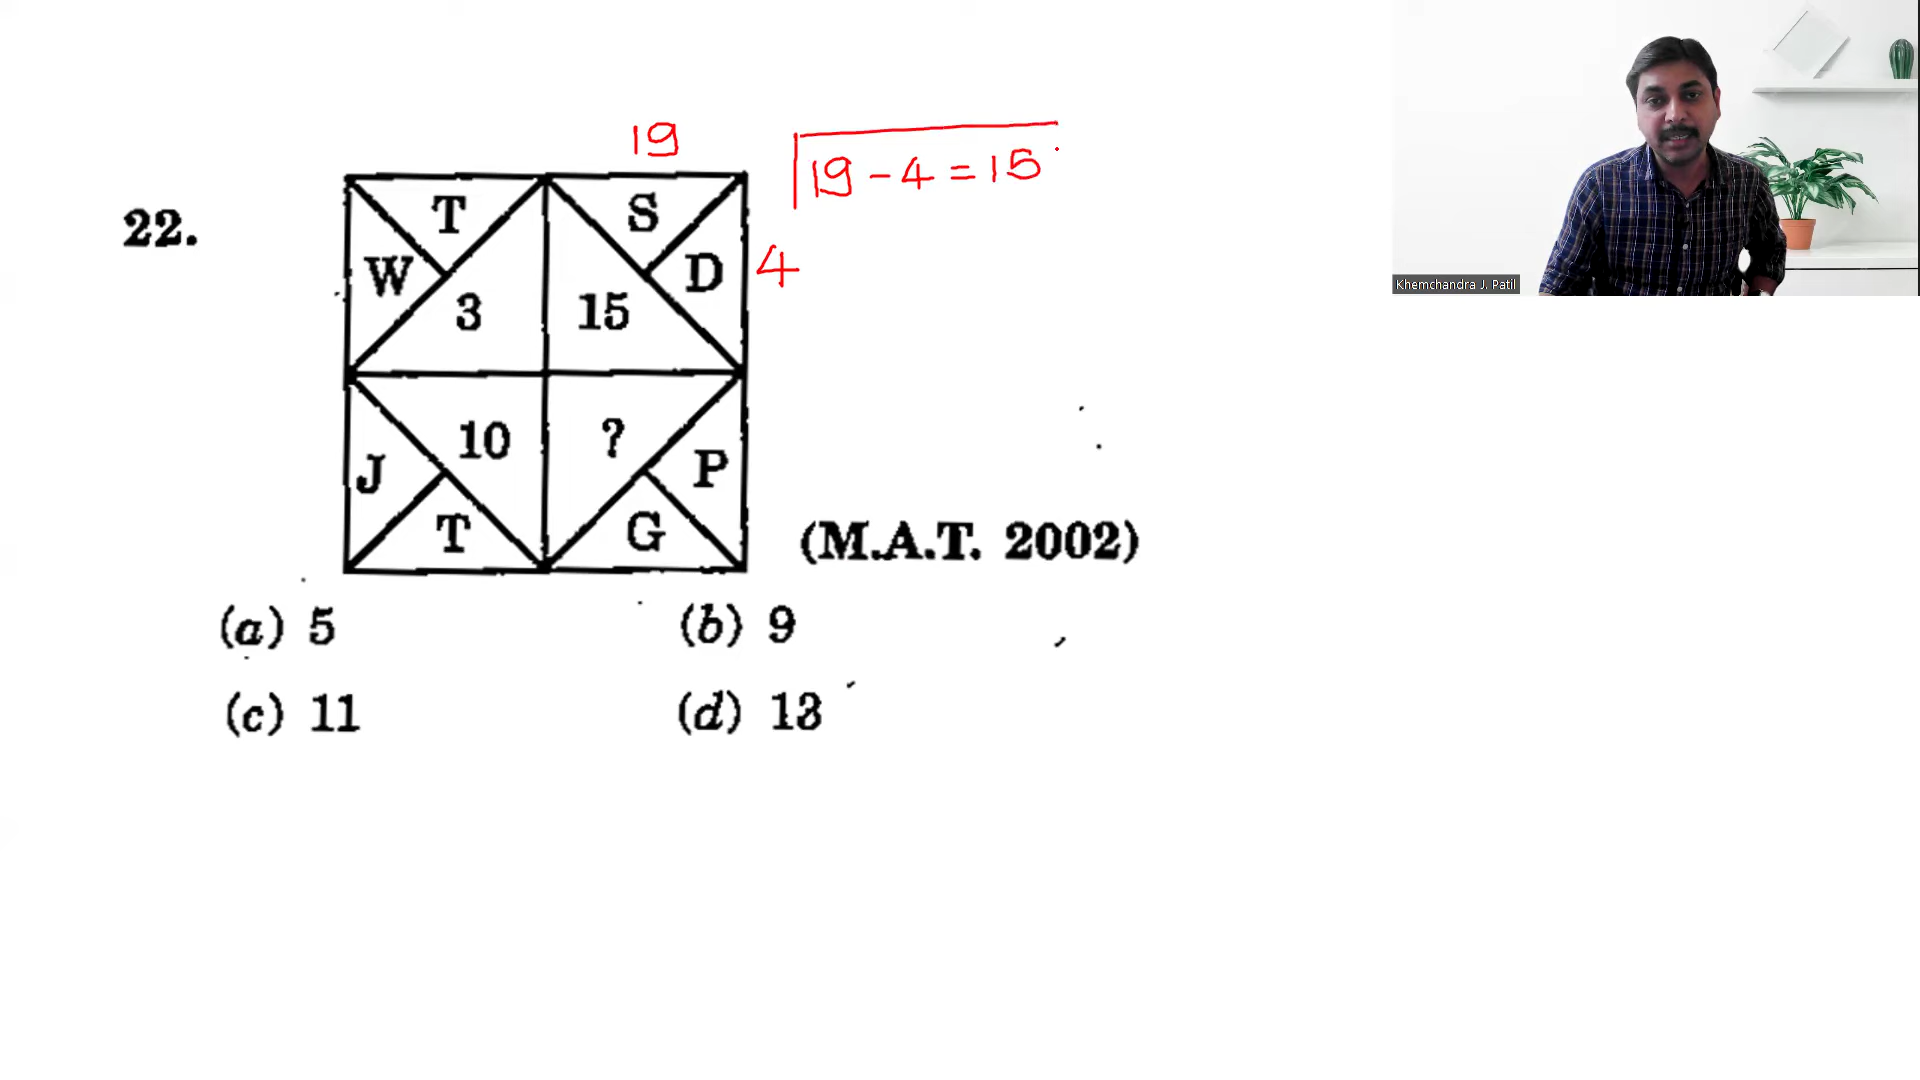 19
19 - 4 = 15
22.
T
S
W
D
4
3
15
10
?
J
P
T
G
(M.A.T. 2002)
(a) 5
(b) 9
(c) 11
(d) 13
Khemchandra J. Patil